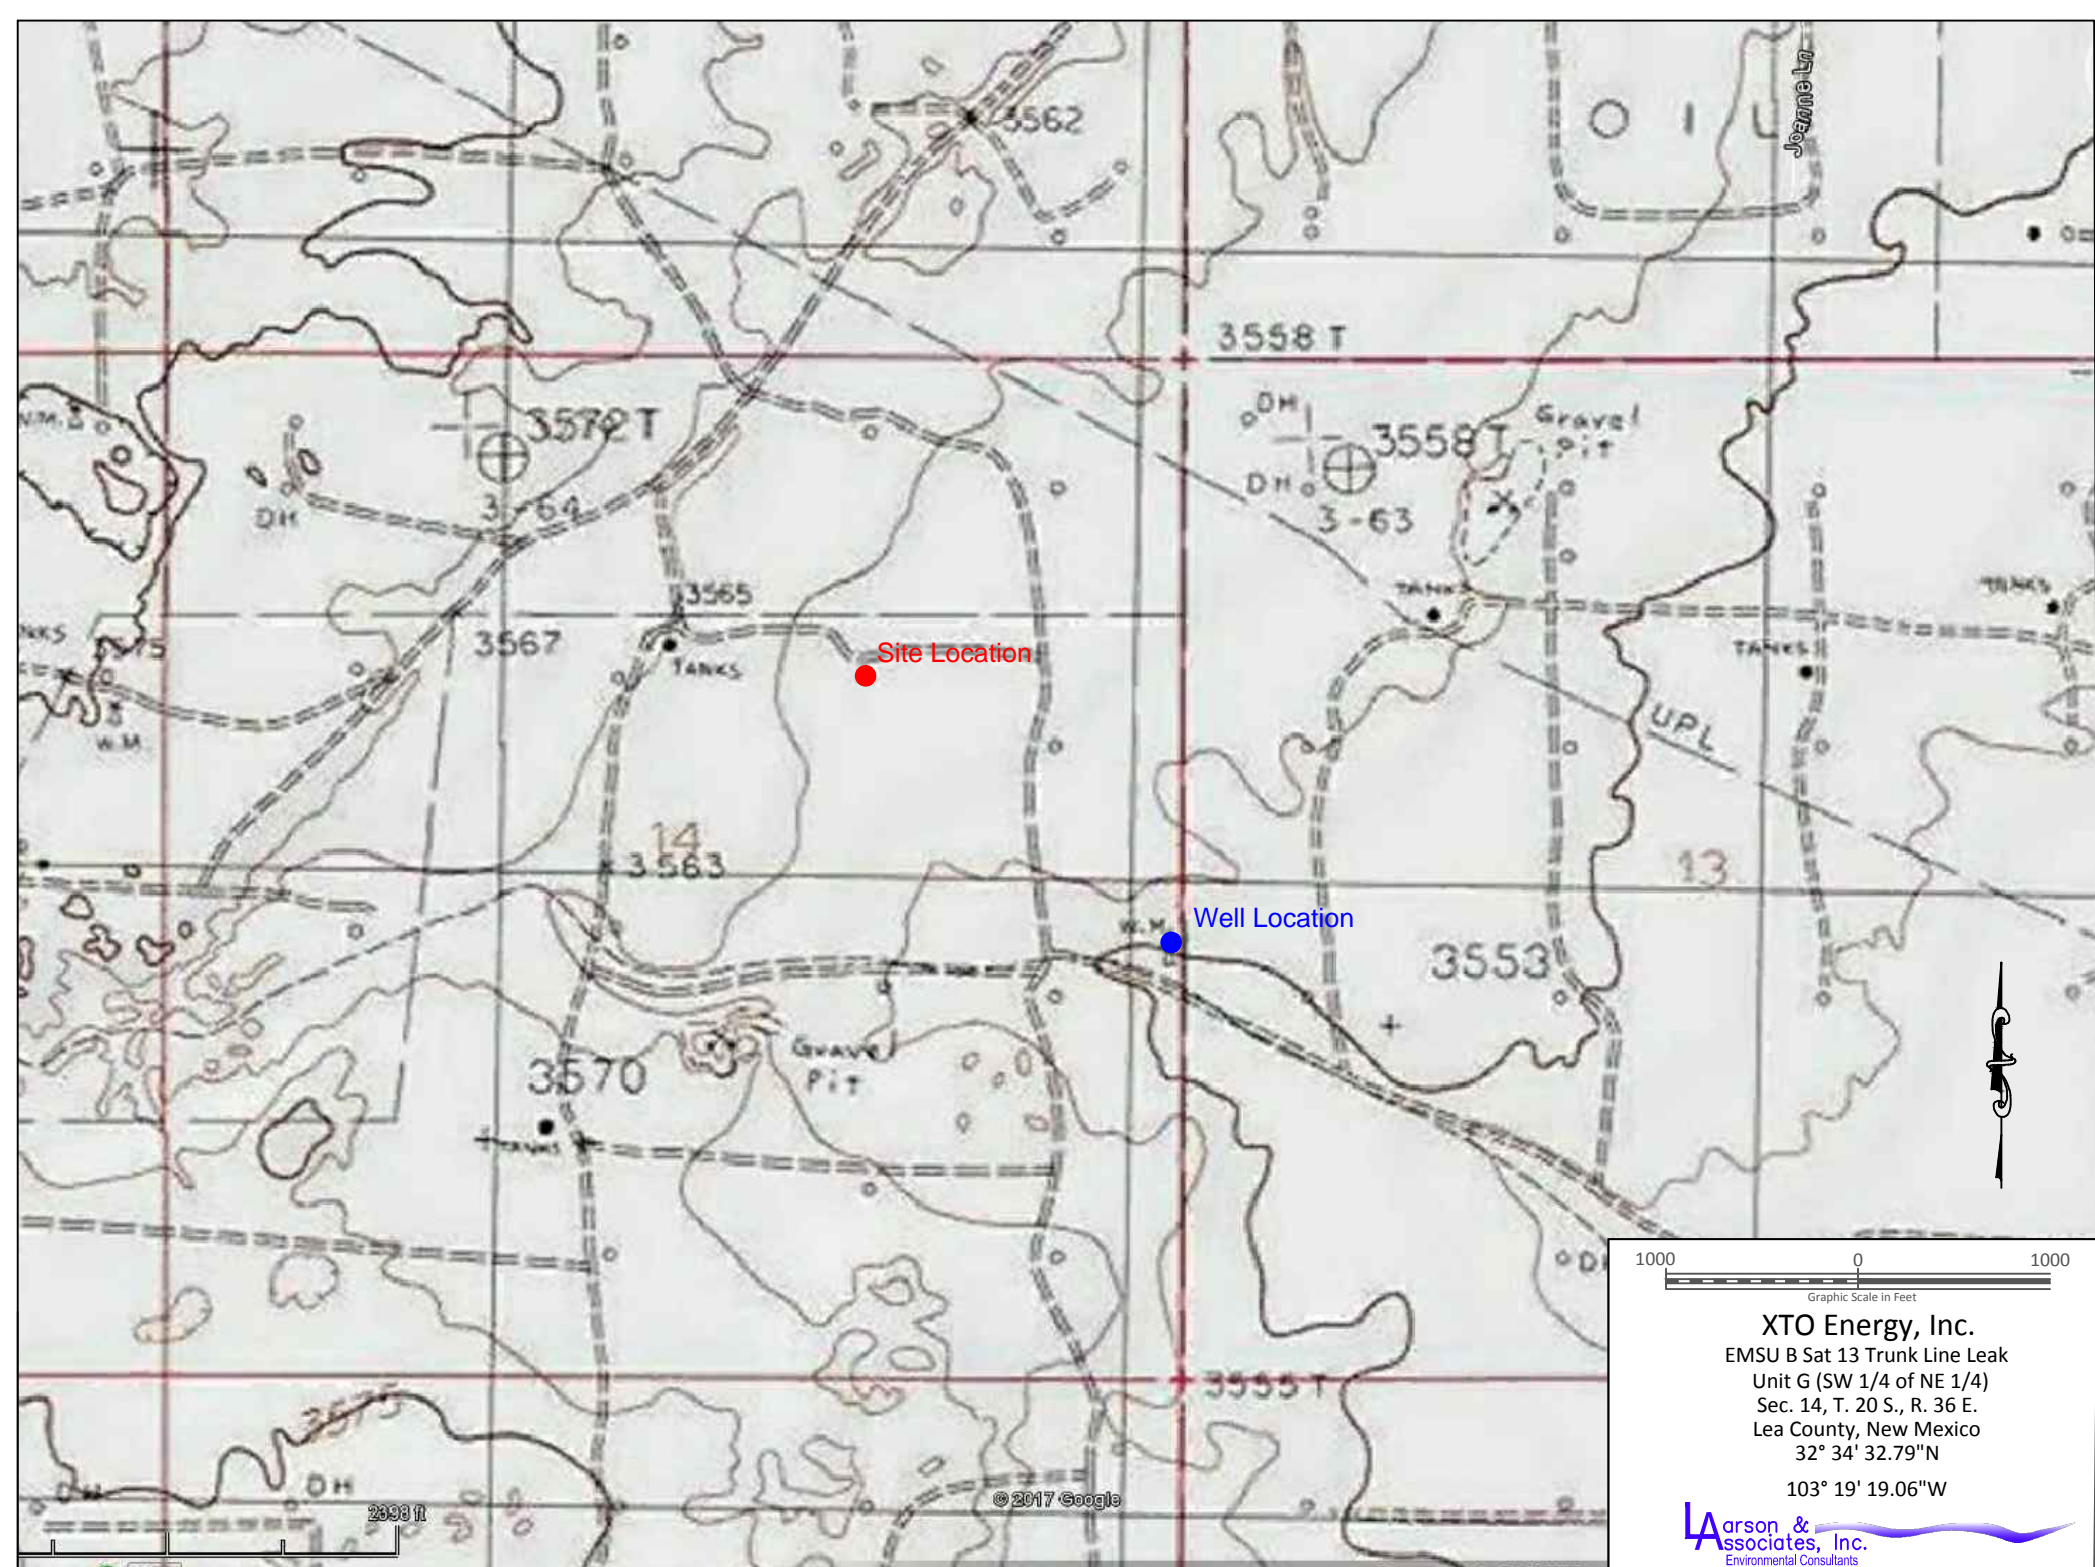 Joanne Ln
3562
O I L
3558 T
N.M.
3572 T
DH
3558 T
Gravel
Pit
DH
DH
3-64
3-63
3565
TANKS
TANKS
3567
TANKS
TANKS
Site Location
W.M.
UPL
14
3563
13
Well Location
W.M
3553
Gravel
Pit
3570
TANKS
3555 T
3575
DH
2398 ft
© 2017 Google
1000 0 1000
Graphic Scale in Feet
XTO Energy, Inc.
EMSU B Sat 13 Trunk Line Leak
Unit G (SW 1/4 of NE 1/4)
Sec. 14, T. 20 S., R. 36 E.
Lea County, New Mexico
32° 34' 32.79"N
103° 19' 19.06"W
Larson &
Associates, Inc.
Environmental Consultants